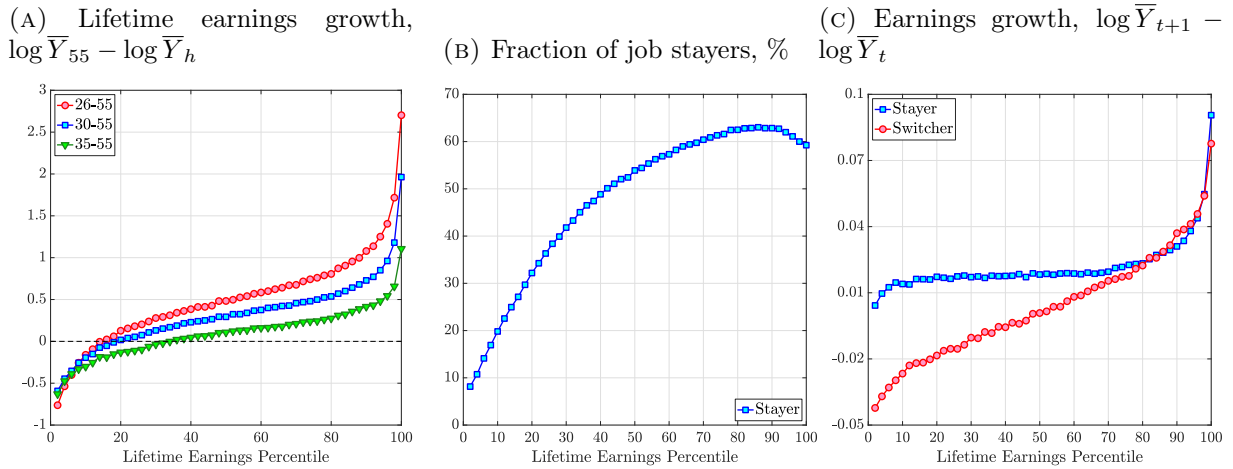 (A) Lifetime earnings growth,
log Y̅₅₅ − log Y̅ₕ
3
2.5
2
1.5
1
0.5
0
-0.5
-1
26-55
30-55
35-55
0 20 40 60 80 100
Lifetime Earnings Percentile
(B) Fraction of job stayers, %
70
60
50
40
30
20
10
0
Stayer
0 10 20 30 40 50 60 70 80 90 100
Lifetime Earnings Percentile
(C) Earnings growth, log Y̅ₜ₊₁ −
log Y̅ₜ
0.1
0.07
0.04
0.01
-0.02
-0.05
Stayer
Switcher
0 10 20 30 40 50 60 70 80 90 100
Lifetime Earnings Percentile